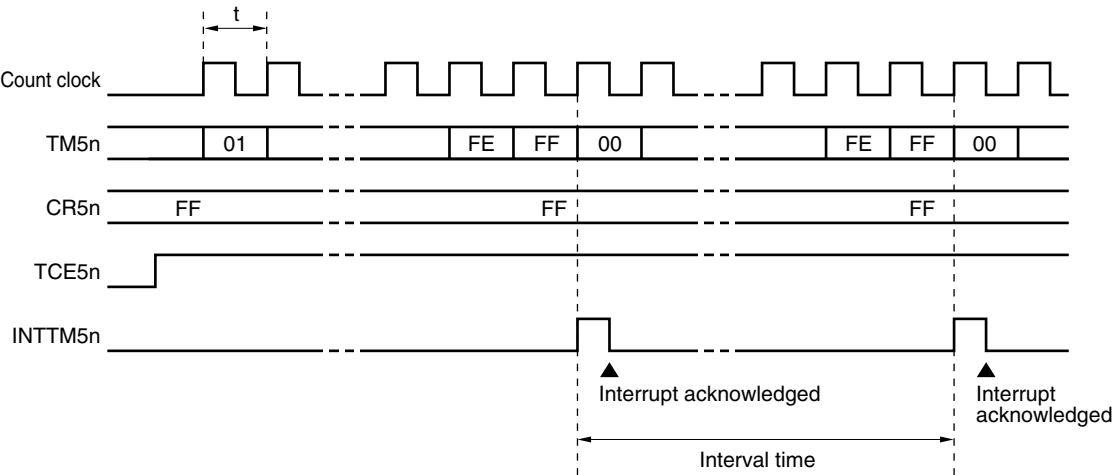 t
Count clock
TM5n 01 FE FF 00 FE FF 00
CR5n FF FF FF
TCE5n
INTTM5n
Interrupt acknowledged
Interrupt
acknowledged
Interval time